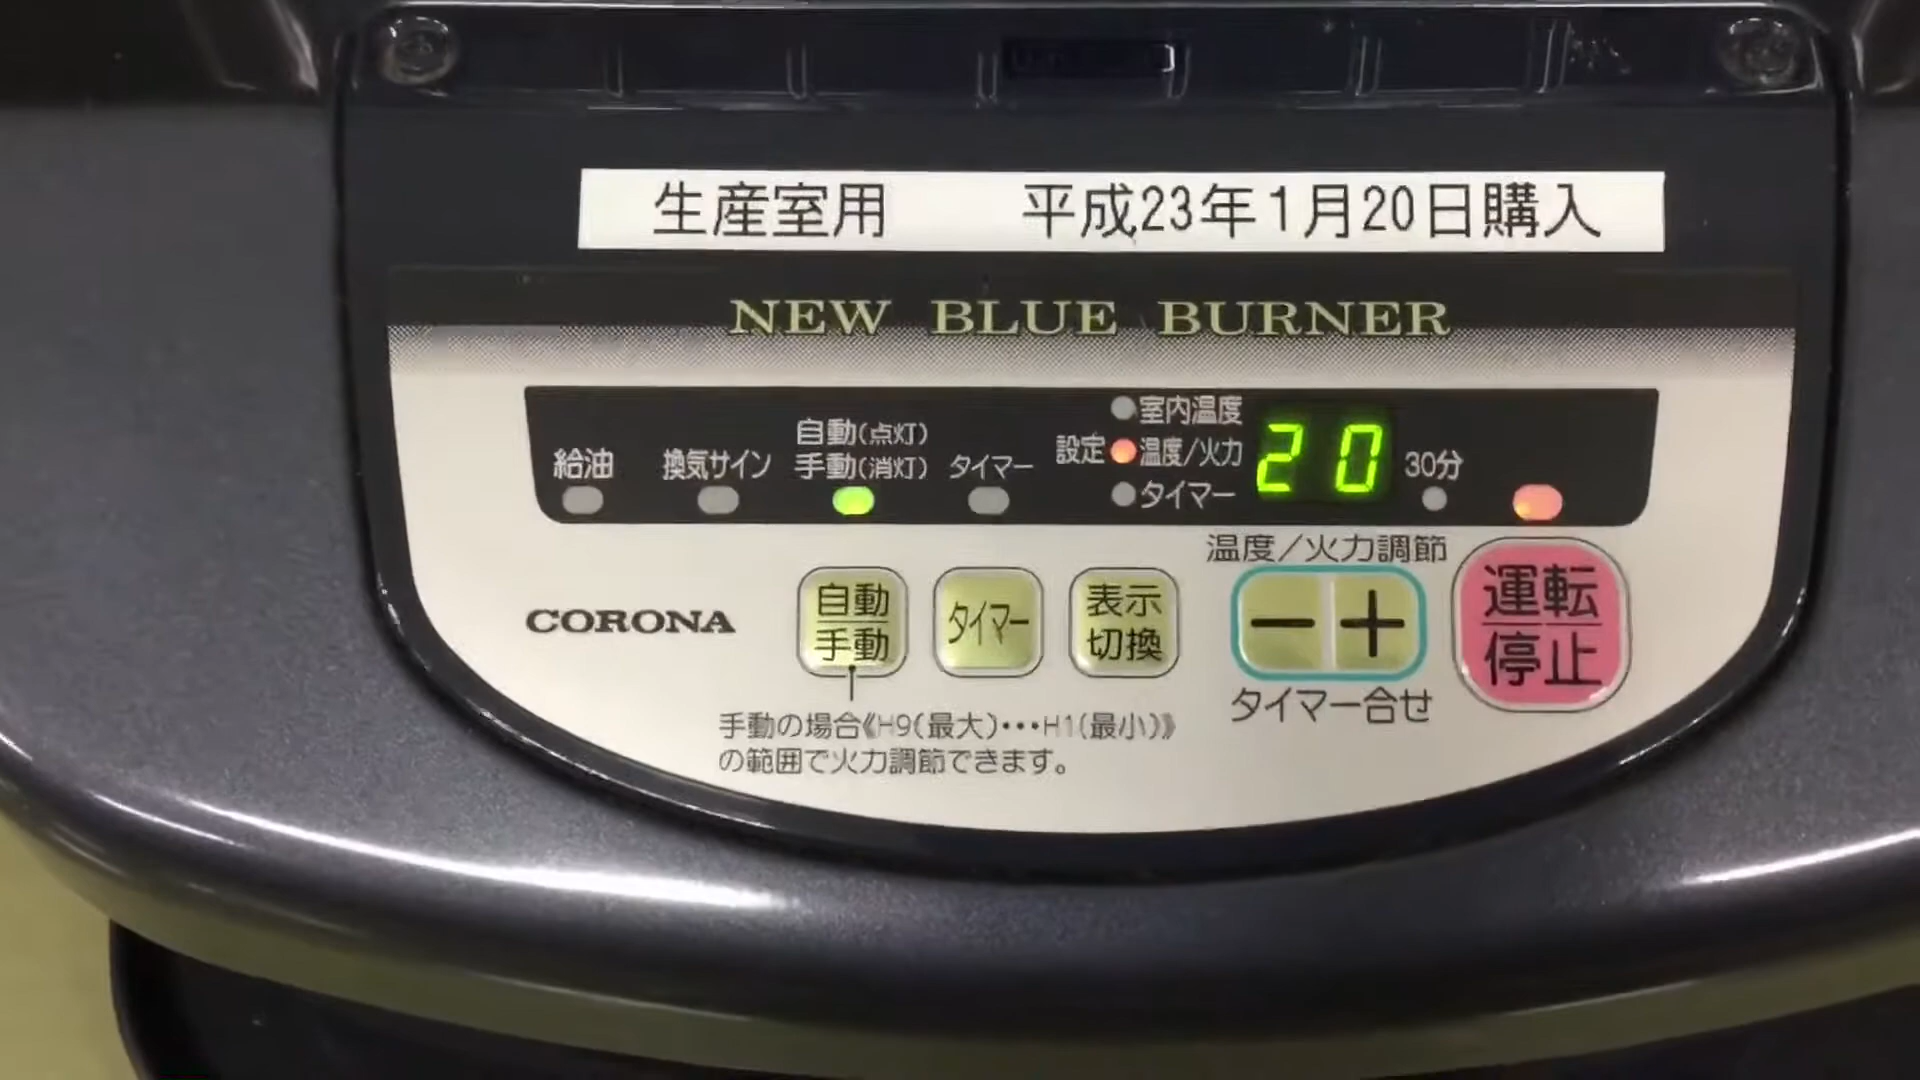 生産室用 平成23年1月20日購入
NEW BLUE BURNER
給油
換気サイン
自動(点灯)
手動(消灯)
タイマー
設定
室内温度
温度/火力
タイマー
20
30分
温度/火力調節
CORONA
自動
手動
タイマー
表示
切換
− +
運転
停止
タイマー合せ
手動の場合《H9(最大)•••H1(最小)》
の範囲で火力調節できます。